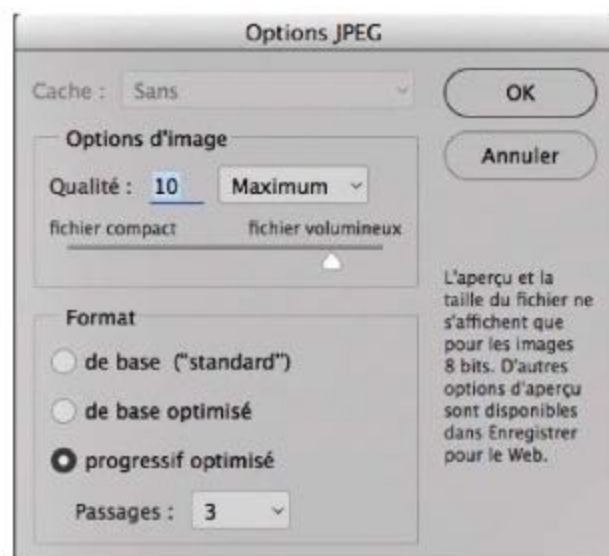 Options JPEG
Cache : Sans
OK
Options d'image
Annuler
Qualité : 10 Maximum
fichier compact fichier volumineux
L'aperçu et la
taille du fichier ne
s'affichent que
pour les images
8 bits. D'autres
options d'aperçu
sont disponibles
dans Enregistrer
pour le Web.
Format
de base ("standard")
de base optimisé
progressif optimisé
Passages : 3